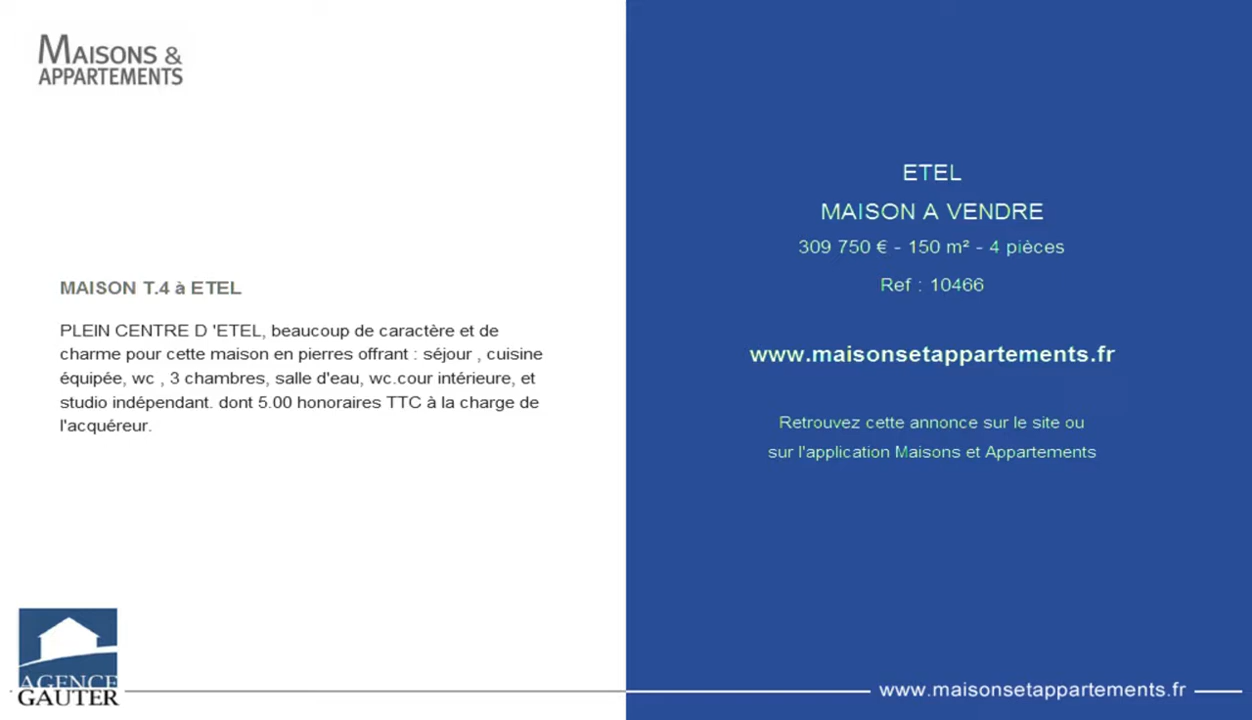 MAISONS &
APPARTEMENTS
MAISON T.4 à ETEL
PLEIN CENTRE D 'ETEL, beaucoup de caractère et de
charme pour cette maison en pierres offrant : séjour , cuisine
équipée, wc , 3 chambres, salle d'eau, wc.cour intérieure, et
studio indépendant. dont 5.00 honoraires TTC à la charge de
l'acquéreur.
AGENCE
GAUTER
ETEL
MAISON A VENDRE
309 750 € - 150 m² - 4 pièces
Ref : 10466
www.maisonsetappartements.fr
Retrouvez cette annonce sur le site ou
sur l'application Maisons et Appartements
www.maisonsetappartements.fr